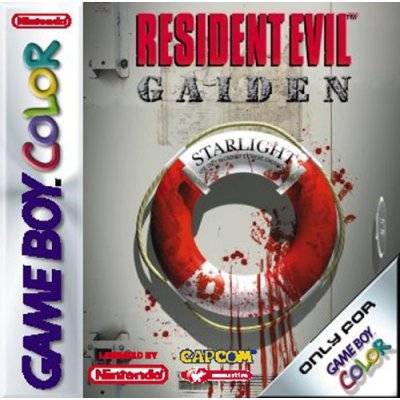 RESIDENT EVIL™
GAIDEN
STARLIGHT
GAME BOY COLOR
Nintendo
LICENSED BY
Nintendo
CAPCOM
ONLY FOR
GAME BOY
COLOR